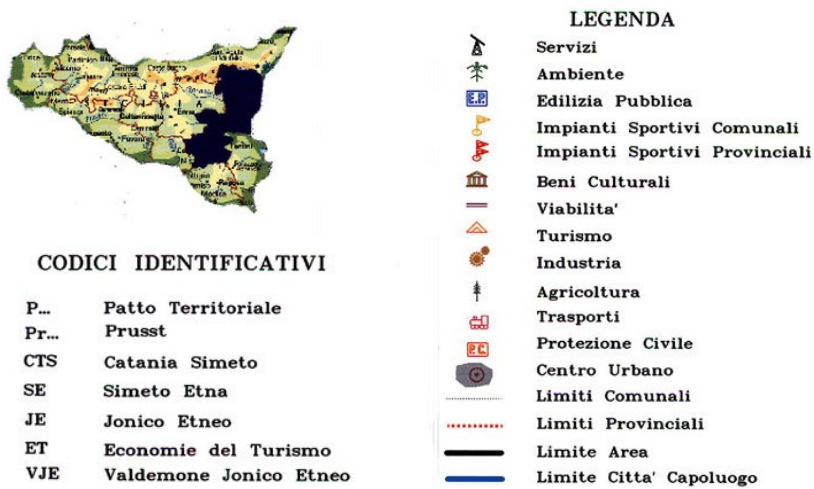 CODICI IDENTIFICATIVI
P... Patto Territoriale
Pr... Prusst
CTS Catania Simeto
SE Simeto Etna
JE Jonico Etneo
ET Economie del Turismo
VJE Valdemone Jonico Etneo
LEGENDA
Servizi
Ambiente
E.P. Edilizia Pubblica
Impianti Sportivi Comunali
Impianti Sportivi Provinciali
Beni Culturali
Viabilita'
Turismo
Industria
Agricoltura
Trasporti
P.C. Protezione Civile
Centro Urbano
Limiti Comunali
Limiti Provinciali
Limite Area
Limite Citta' Capoluogo